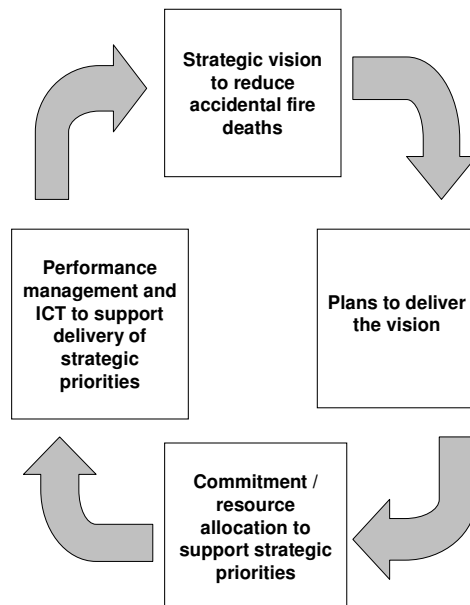 Strategic vision
to reduce
accidental fire
deaths
Performance
management and
ICT to support
delivery of
strategic
priorities
Plans to deliver
the vision
Commitment /
resource
allocation to
support strategic
priorities